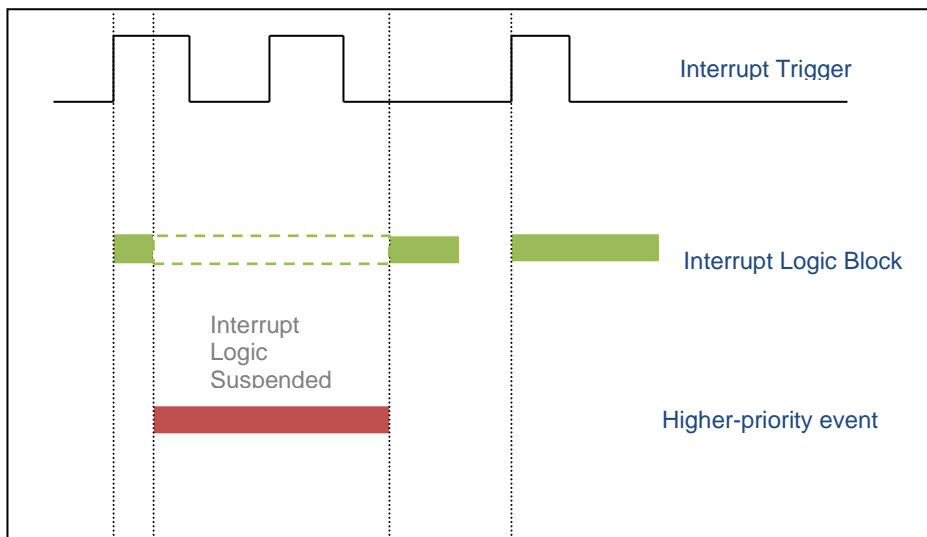 Interrupt Trigger
Interrupt Logic Block
Interrupt
Logic
Suspended
Higher-priority event